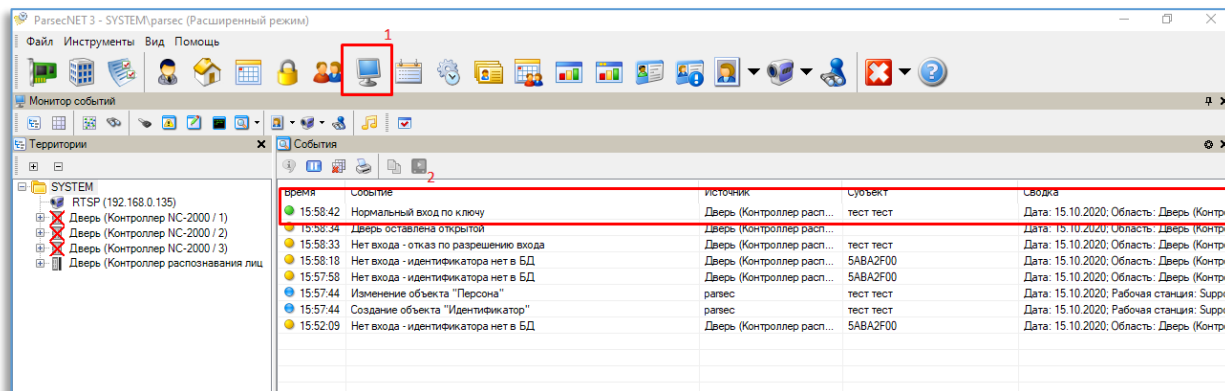 ParsecNET 3 - SYSTEM\parsec (Расширенный режим)
Файл Инструменты Вид Помощь
1
Монитор событий
Территории
События
2
SYSTEM
RTSP (192.168.0.135)
Дверь (Контроллер NC-2000 / 1)
Дверь (Контроллер NC-2000 / 2)
Дверь (Контроллер NC-2000 / 3)
Дверь (Контроллер распознавания лиц
Время Событие Источник Субъект Сводка
15:58:42 Нормальный вход по ключу Дверь (Контроллер расп... тест тест Дата: 15.10.2020; Область: Дверь (Контр
15:58:34 Дверь оставлена открытой Дверь (Контроллер расп... Дата: 15.10.2020; Область: Дверь (Контр
15:58:33 Нет входа - отказ по разрешению входа Дверь (Контроллер расп... тест тест Дата: 15.10.2020; Область: Дверь (Контр
15:58:18 Нет входа - идентификатора нет в БД Дверь (Контроллер расп... 5ABA2F00 Дата: 15.10.2020; Область: Дверь (Контр
15:57:58 Нет входа - идентификатора нет в БД Дверь (Контроллер расп... 5ABA2F00 Дата: 15.10.2020; Область: Дверь (Контр
15:57:44 Изменение объекта "Персона" parsec тест тест Дата: 15.10.2020; Рабочая станция: Suppo
15:57:44 Создание объекта "Идентификатор" parsec тест тест Дата: 15.10.2020; Рабочая станция: Suppo
15:52:09 Нет входа - идентификатора нет в БД Дверь (Контроллер расп... 5ABA2F00 Дата: 15.10.2020; Область: Дверь (Контр